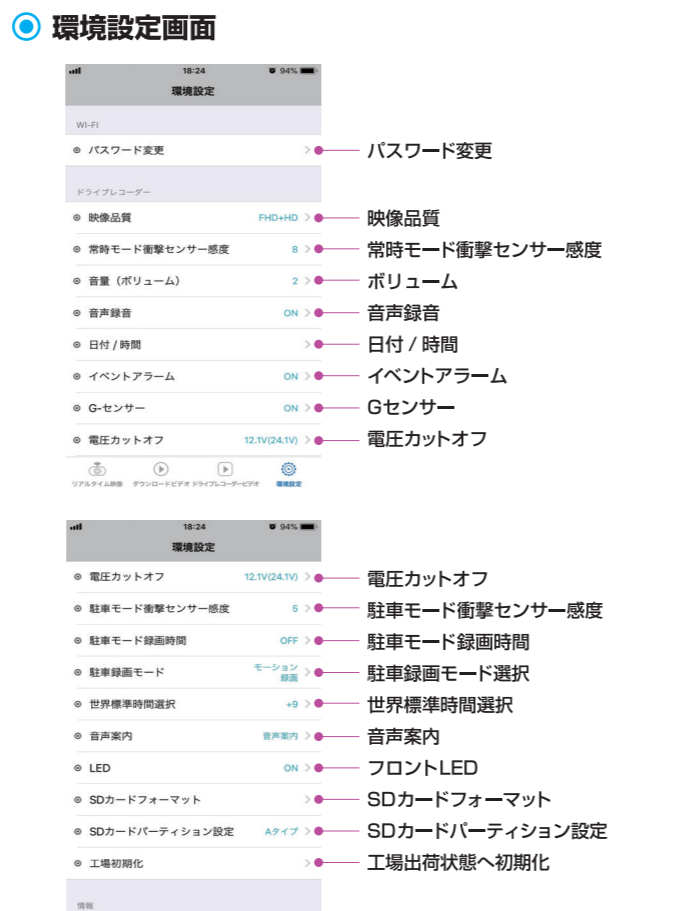 環境設定画面
18:24 94%
環境設定
WI-FI
パスワード変更 パスワード変更
ドライブレコーダー
映像品質 FHD+HD 映像品質
常時モード衝撃センサー感度 8 常時モード衝撃センサー感度
音量（ボリューム） 2 ボリューム
音声録音 ON 音声録音
日付 / 時間 日付 / 時間
イベントアラーム ON イベントアラーム
G-センサー ON Gセンサー
電圧カットオフ 12.1V(24.1V) 電圧カットオフ
リアルタイム映像 ダウンロードビデオ ドライブレコーダービデオ 環境設定
18:24 94%
環境設定
電圧カットオフ 12.1V(24.1V) 電圧カットオフ
駐車モード衝撃センサー感度 5 駐車モード衝撃センサー感度
駐車モード録画時間 OFF 駐車モード録画時間
駐車録画モード モーション録画 駐車録画モード選択
世界標準時間選択 +9 世界標準時間選択
音声案内 音声案内 音声案内
LED ON フロントLED
SDカードフォーマット SDカードフォーマット
SDカードパーティション設定 Aタイプ SDカードパーティション設定
工場初期化 工場出荷状態へ初期化
情報